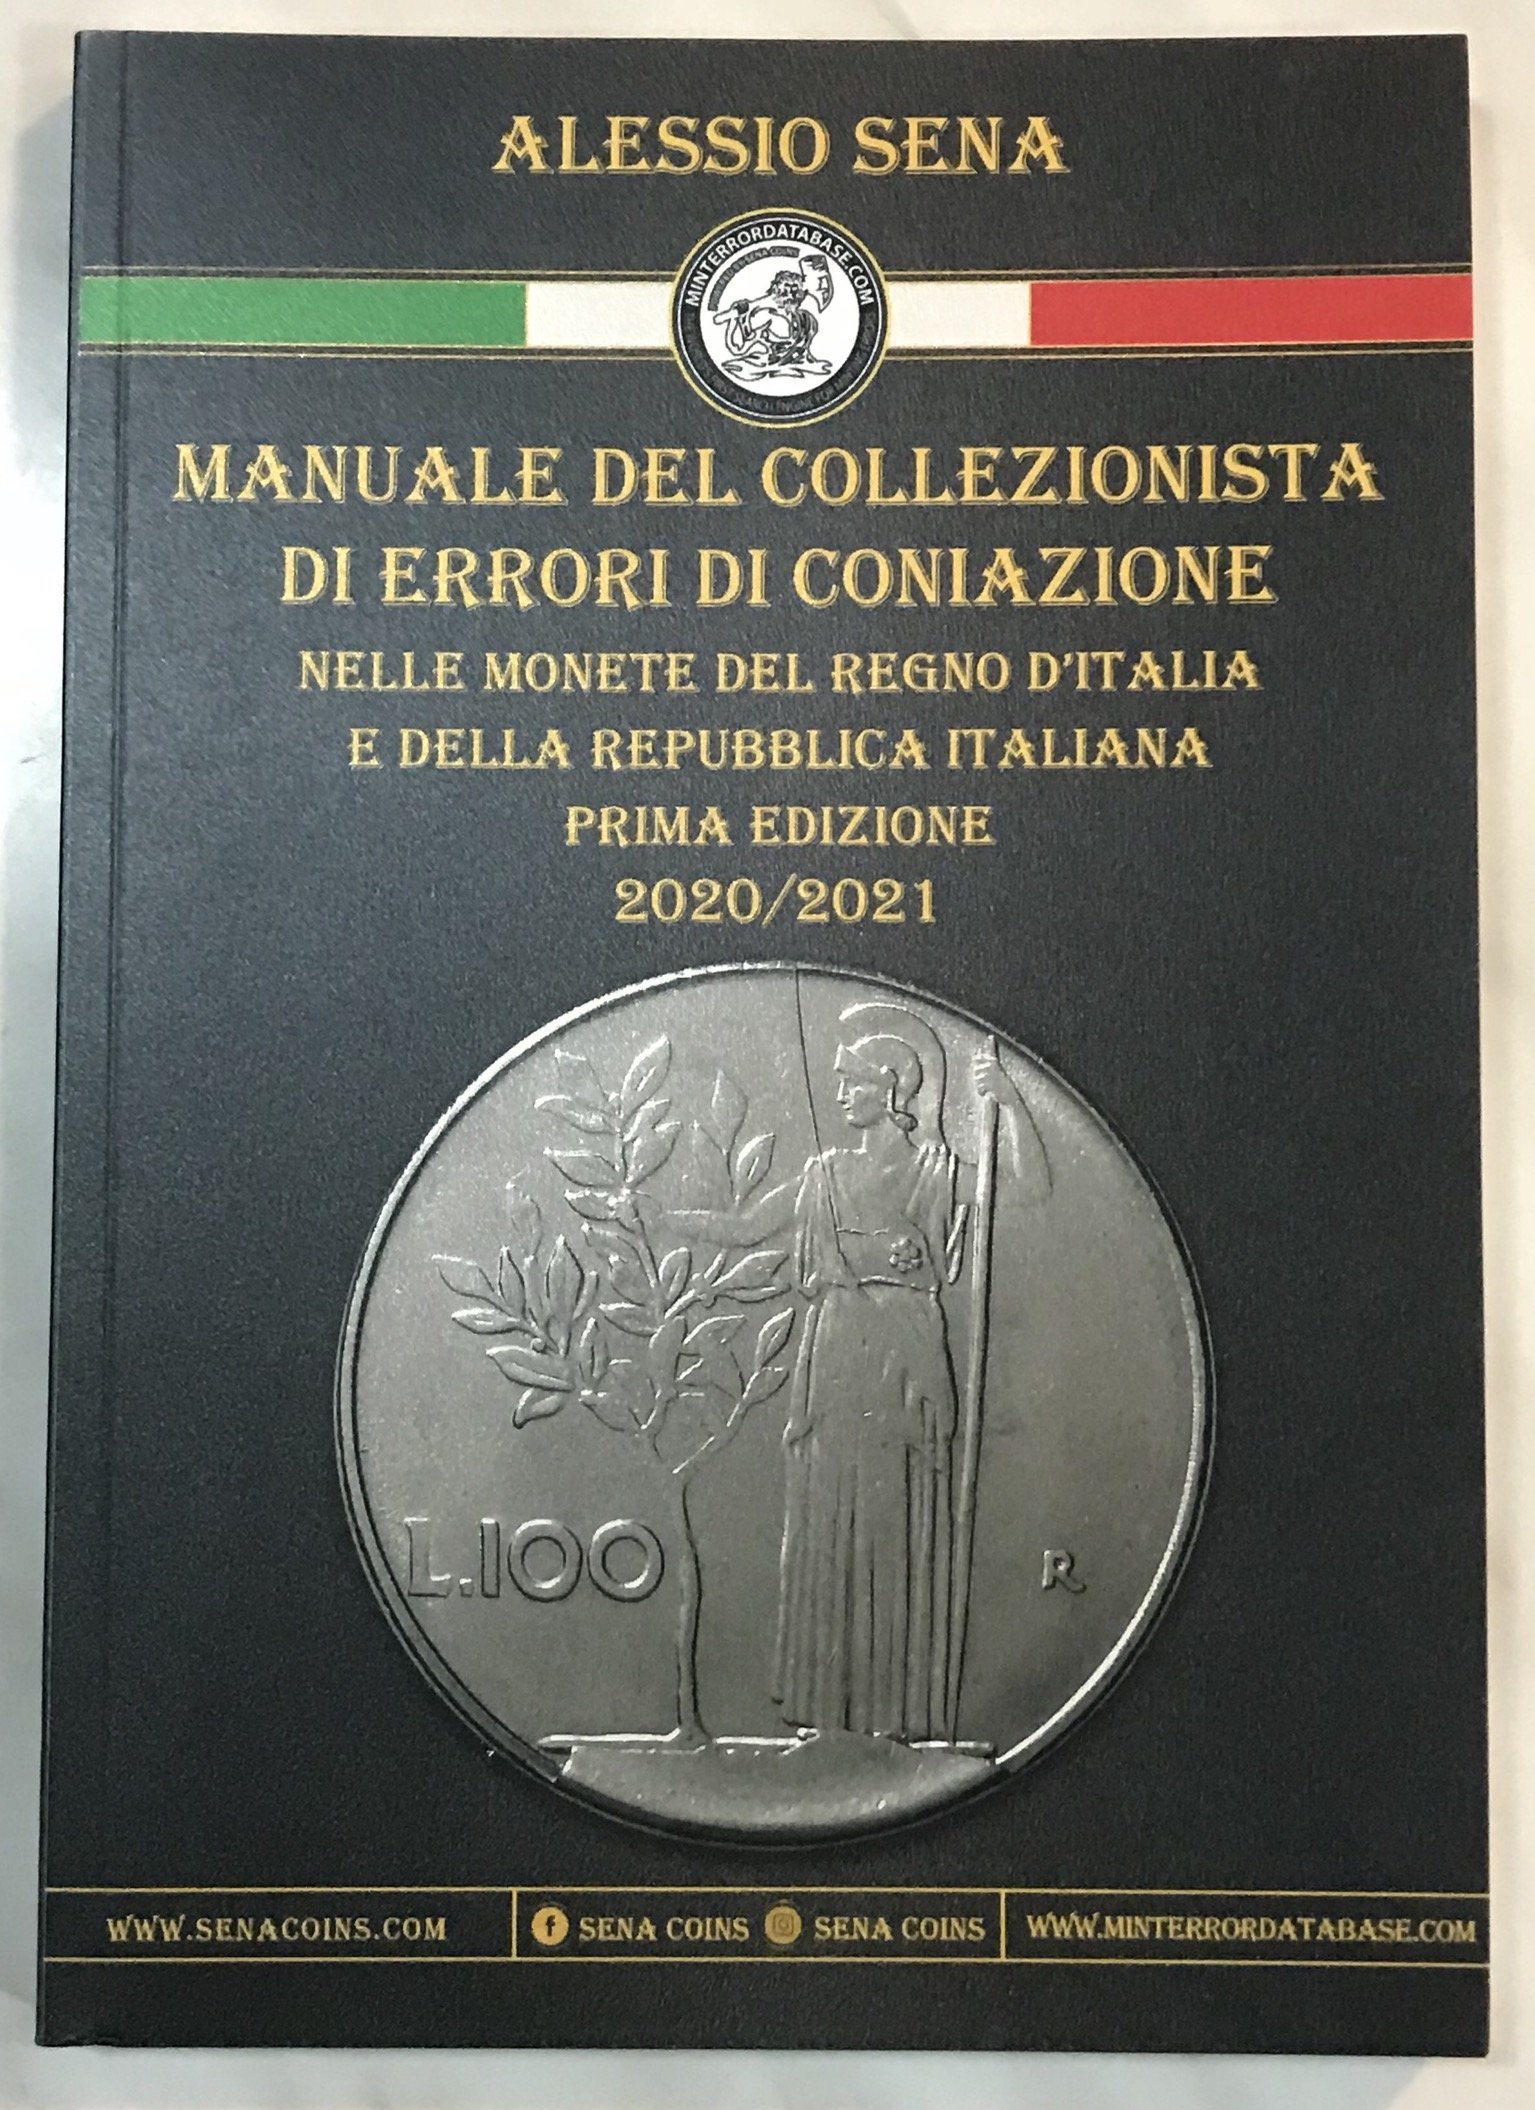 ALESSIO SENA
MINTERRORDATABASE.COM
MANUALE DEL COLLEZIONISTA
DI ERRORI DI CONIAZIONE
NELLE MONETE DEL REGNO D'ITALIA
E DELLA REPUBBLICA ITALIANA
PRIMA EDIZIONE
2020/2021
L.100
R
WWW.SENACOINS.COM
f SENA COINS SENA COINS
WWW.MINTERRORDATABASE.COM